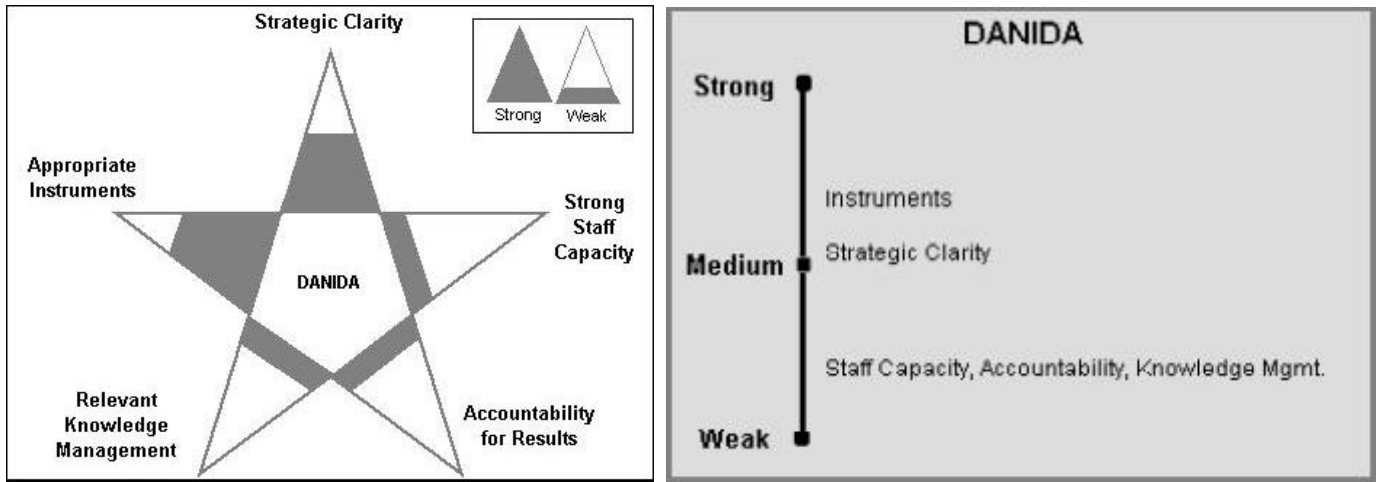 Strategic Clarity
Strong
Weak
Appropriate
Instruments
Strong
Staff
Capacity
DANIDA
Relevant
Knowledge
Management
Accountability
for Results
DANIDA
Strong
Instruments
Medium
Strategic Clarity
Staff Capacity, Accountability, Knowledge Mgmt.
Weak